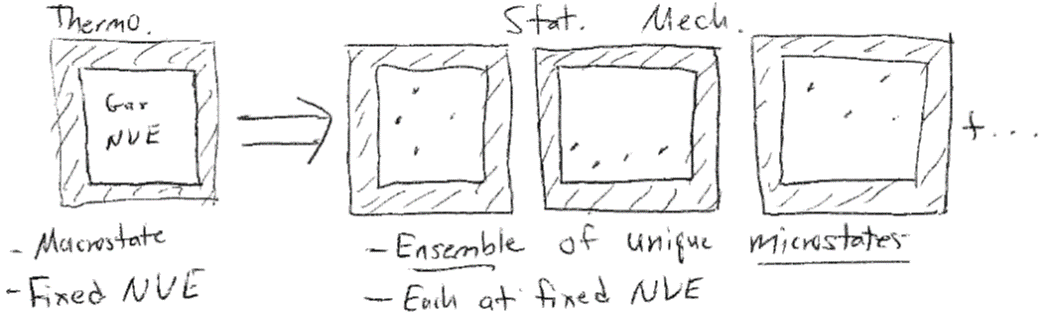 Thermo.
Stat. Mech.
Gas
NVE
+...
- Macrostate
- Fixed NVE
- Ensemble of unique microstates
- Each at fixed NVE